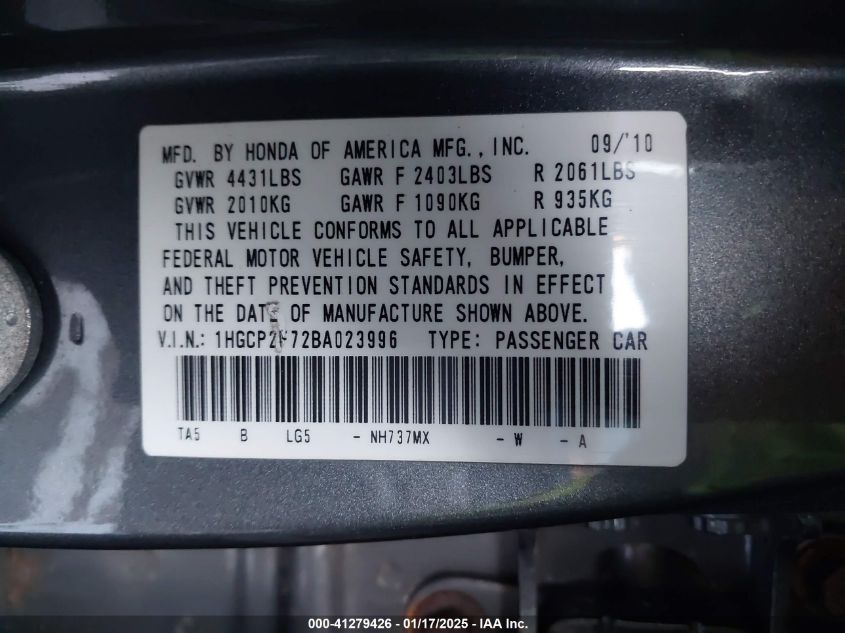 MFD. BY HONDA OF AMERICA MFG., INC. 09/'10
GVWR 4431LBS GAWR F 2403LBS R 2061LBS
GVWR 2010KG GAWR F 1090KG R 935KG
THIS VEHICLE CONFORMS TO ALL APPLICABLE
FEDERAL MOTOR VEHICLE SAFETY, BUMPER,
AND THEFT PREVENTION STANDARDS IN EFFECT
ON THE DATE OF MANUFACTURE SHOWN ABOVE.
V.I.N.: 1HGCP2F72BA023996 TYPE: PASSENGER CAR
TA5 B LG5 - NH737MX - W - A
000-41279426 - 01/17/2025 - IAA Inc.